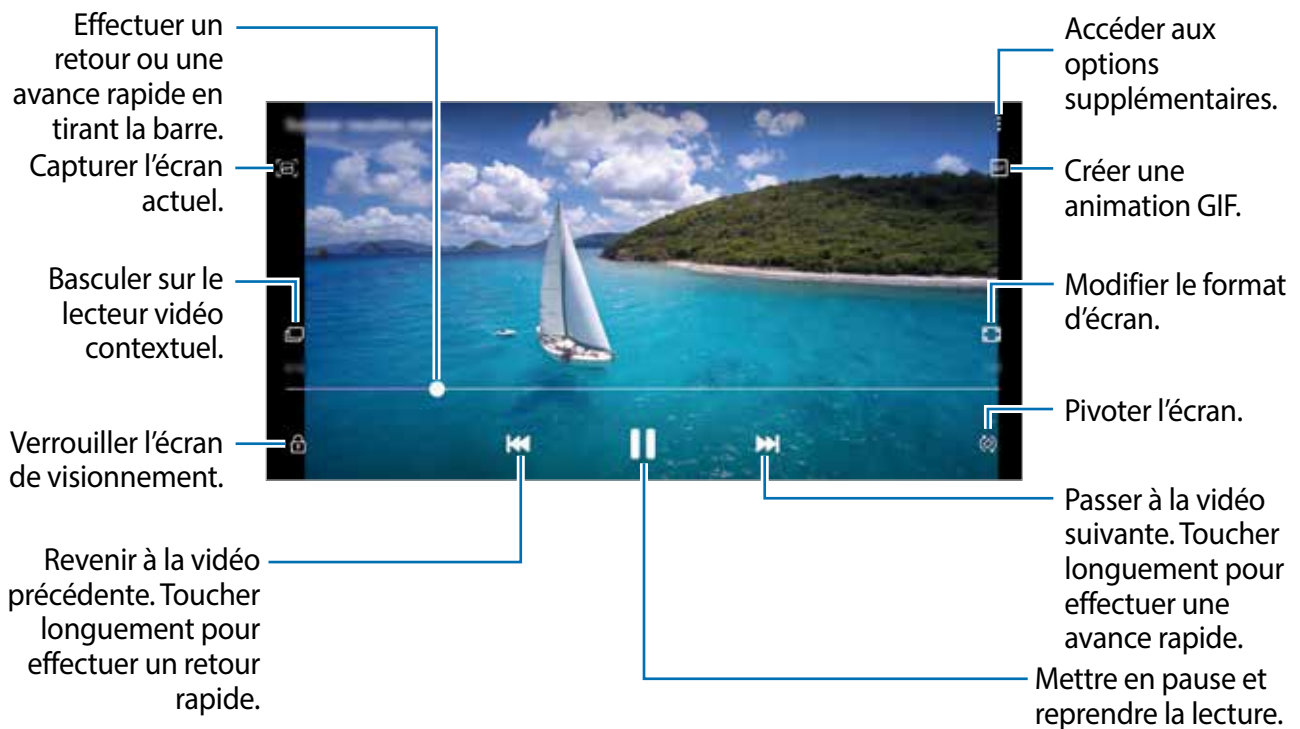 Effectuer un
retour ou une
avance rapide en
tirant la barre.
Capturer l’écran
actuel.
Basculer sur le
lecteur vidéo
contextuel.
Verrouiller l’écran
de visionnement.
Revenir à la vidéo
précédente. Toucher
longuement pour
effectuer un retour
rapide.
Accéder aux
options
supplémentaires.
Créer une
animation GIF.
Modifier le format
d’écran.
Pivoter l’écran.
Passer à la vidéo
suivante. Toucher
longuement pour
effectuer une
avance rapide.
Mettre en pause et
reprendre la lecture.